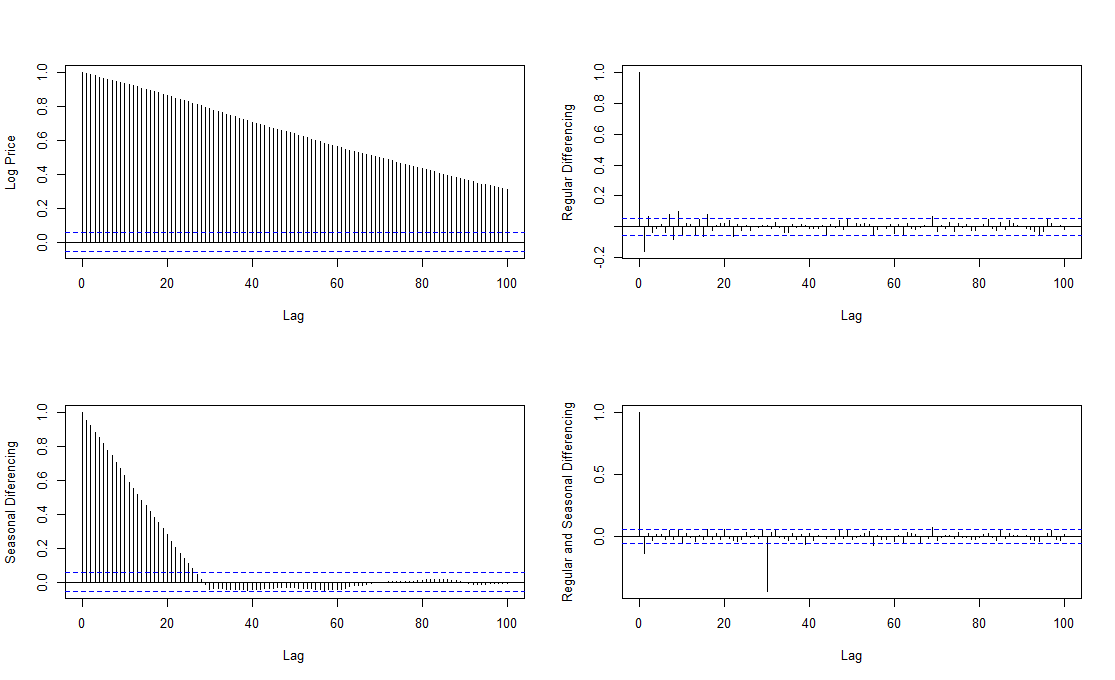 Log Price
0.0 0.2 0.4 0.6 0.8 1.0
0 20 40 60 80 100
Lag
Regular Differencing
-0.2 0.2 0.4 0.6 0.8 1.0
0 20 40 60 80 100
Lag
Seasonal Diferencing
0.0 0.2 0.4 0.6 0.8 1.0
0 20 40 60 80 100
Lag
Regular and Seasonal Differencing
0.0 0.5 1.0
0 20 40 60 80 100
Lag